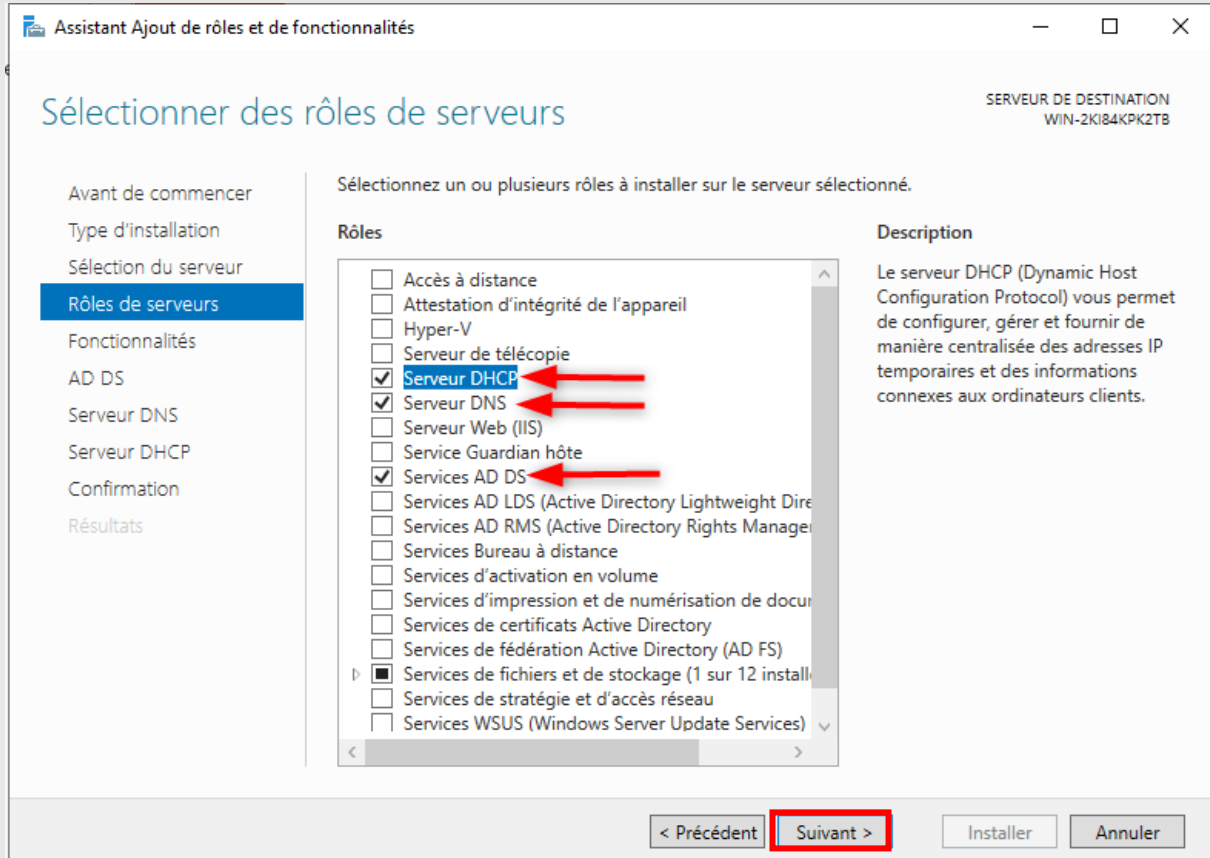 Assistant Ajout de rôles et de fonctionnalités
Sélectionner des rôles de serveurs
SERVEUR DE DESTINATION
WIN-2KI84KPK2TB
Avant de commencer
Type d'installation
Sélection du serveur
Rôles de serveurs
Fonctionnalités
AD DS
Serveur DNS
Serveur DHCP
Confirmation
Résultats
Sélectionnez un ou plusieurs rôles à installer sur le serveur sélectionné.
Rôles
Accès à distance
Attestation d'intégrité de l'appareil
Hyper-V
Serveur de télécopie
Serveur DHCP
Serveur DNS
Serveur Web (IIS)
Service Guardian hôte
Services AD DS
Services AD LDS (Active Directory Lightweight Dire
Services AD RMS (Active Directory Rights Manage
Services Bureau à distance
Services d'activation en volume
Services d'impression et de numérisation de docu
Services de certificats Active Directory
Services de fédération Active Directory (AD FS)
Services de fichiers et de stockage (1 sur 12 install
Services de stratégie et d'accès réseau
Services WSUS (Windows Server Update Services)
Description
Le serveur DHCP (Dynamic Host
Configuration Protocol) vous permet
de configurer, gérer et fournir de
manière centralisée des adresses IP
temporaires et des informations
connexes aux ordinateurs clients.
< Précédent
Suivant >
Installer
Annuler